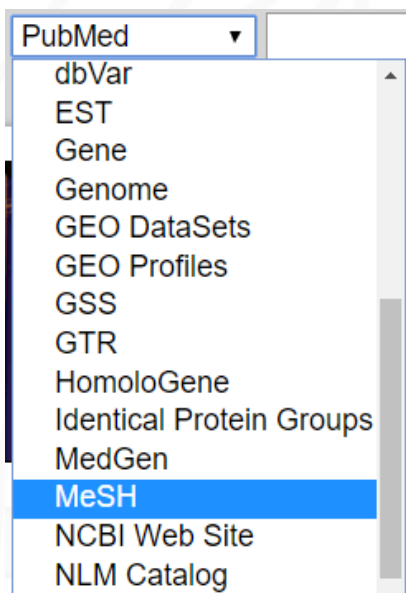 PubMed
dbVar
EST
Gene
Genome
GEO DataSets
GEO Profiles
GSS
GTR
HomoloGene
Identical Protein Groups
MedGen
MeSH
NCBI Web Site
NLM Catalog